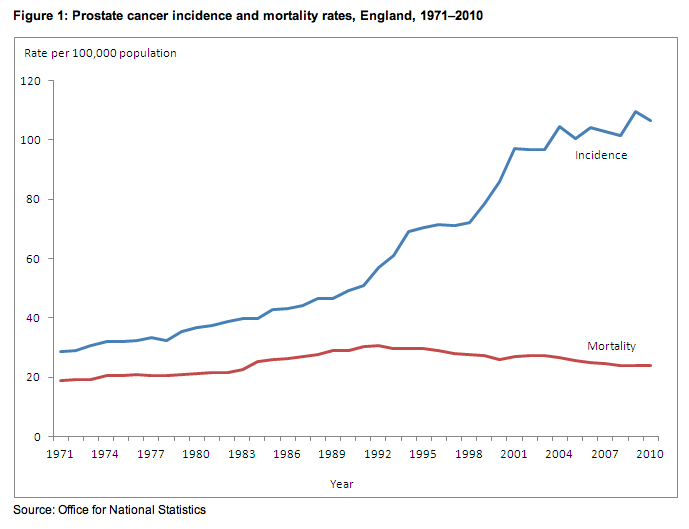 Figure 1: Prostate cancer incidence and mortality rates, England, 1971–2010
Rate per 100,000 population
120
100
Incidence
80
60
40
Mortality
20
0
1971 1974 1977 1980 1983 1986 1989 1992 1995 1998 2001 2004 2007 2010
Year
Source: Office for National Statistics